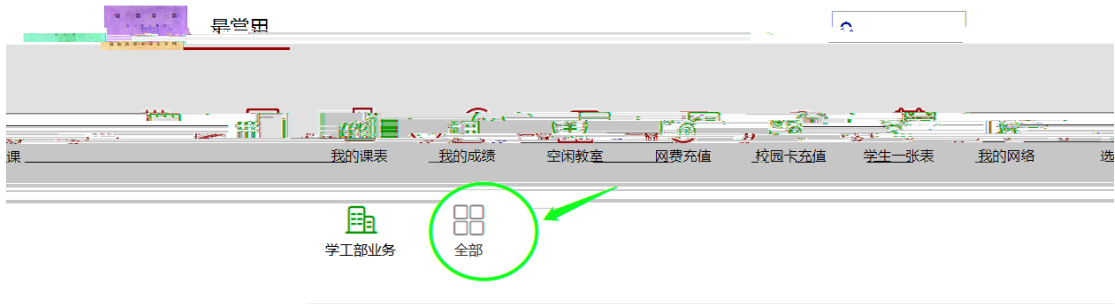 最常用
课 我的课表 我的成绩 空闲教室 网费充值 校园卡充值 学生一张表 我的网络 选
学工部业务 全部